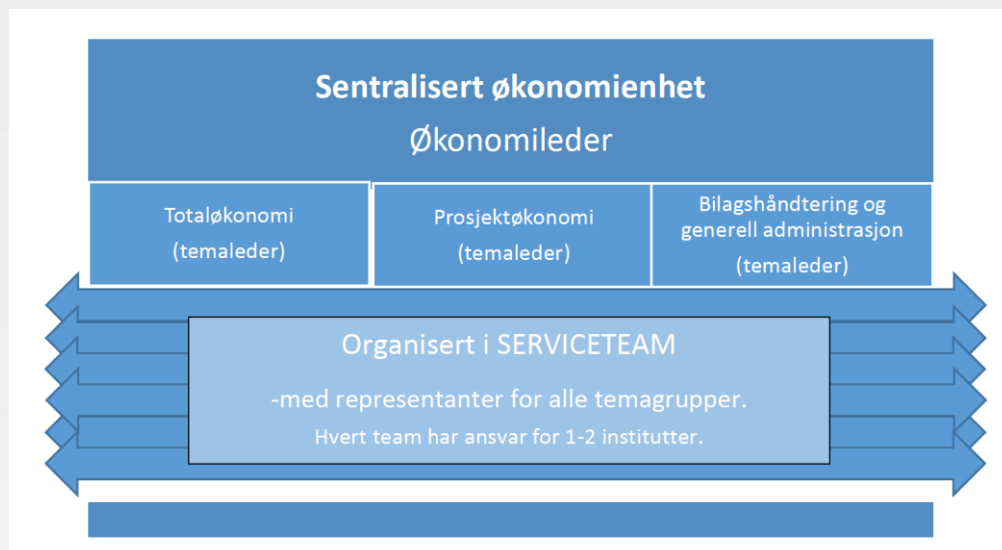 Sentralisert økonomienhet
Økonomileder
Totaløkonomi
(temaleder)
Prosjektøkonomi
(temaleder)
Bilagshåndtering og
generell administrasjon
(temaleder)
Organisert i SERVICETEAM
-med representanter for alle temagrupper.
Hvert team har ansvar for 1-2 institutter.